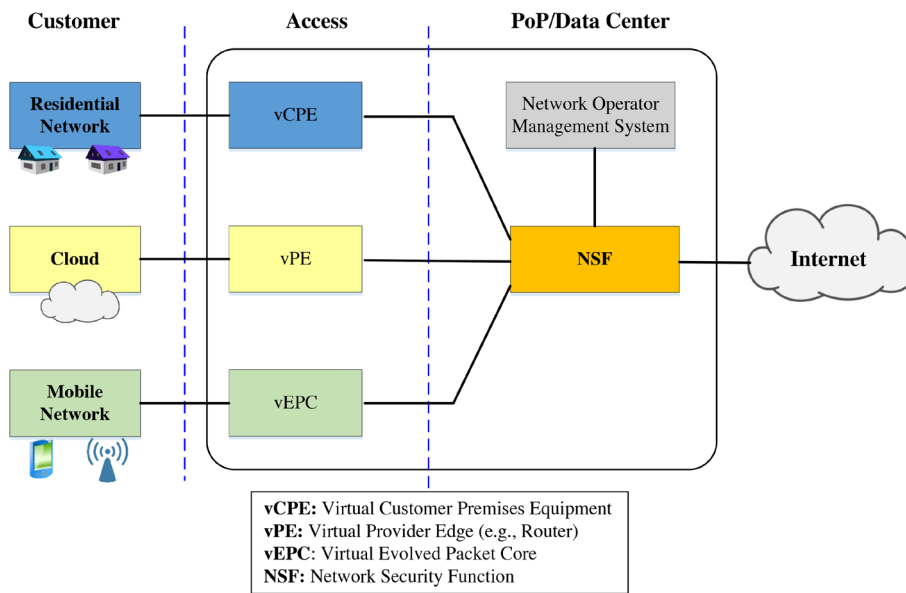 Customer
Access
PoP/Data Center
Residential
Network
vCPE
Network Operator
Management System
Cloud
vPE
NSF
Internet
Mobile
Network
vEPC
vCPE: Virtual Customer Premises Equipment
vPE: Virtual Provider Edge (e.g., Router)
vEPC: Virtual Evolved Packet Core
NSF: Network Security Function